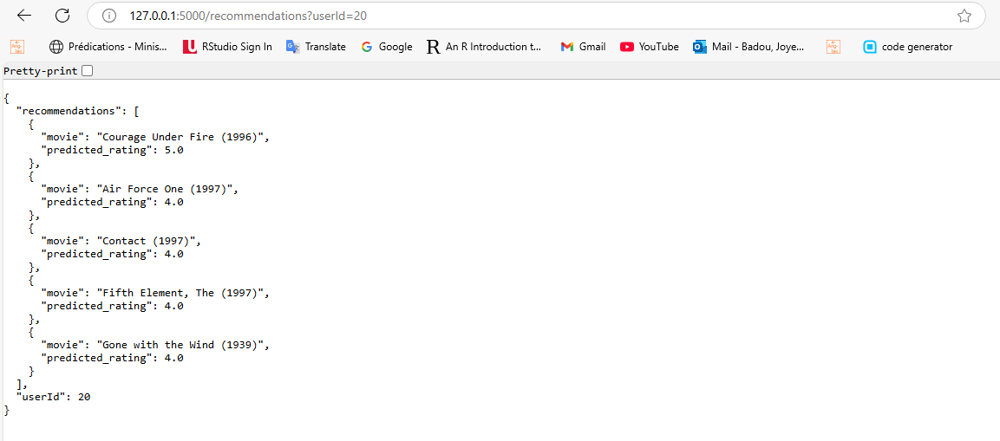 127.0.0.1:5000/recommendations?userId=20
Prédications - Minis... RStudio Sign In Translate Google An R Introduction t... Gmail YouTube Mail - Badou, Joye... code generator
Pretty-print
{
  "recommendations": [
    {
      "movie": "Courage Under Fire (1996)",
      "predicted_rating": 5.0
    },
    {
      "movie": "Air Force One (1997)",
      "predicted_rating": 4.0
    },
    {
      "movie": "Contact (1997)",
      "predicted_rating": 4.0
    },
    {
      "movie": "Fifth Element, The (1997)",
      "predicted_rating": 4.0
    },
    {
      "movie": "Gone with the Wind (1939)",
      "predicted_rating": 4.0
    }
  ],
  "userId": 20
}